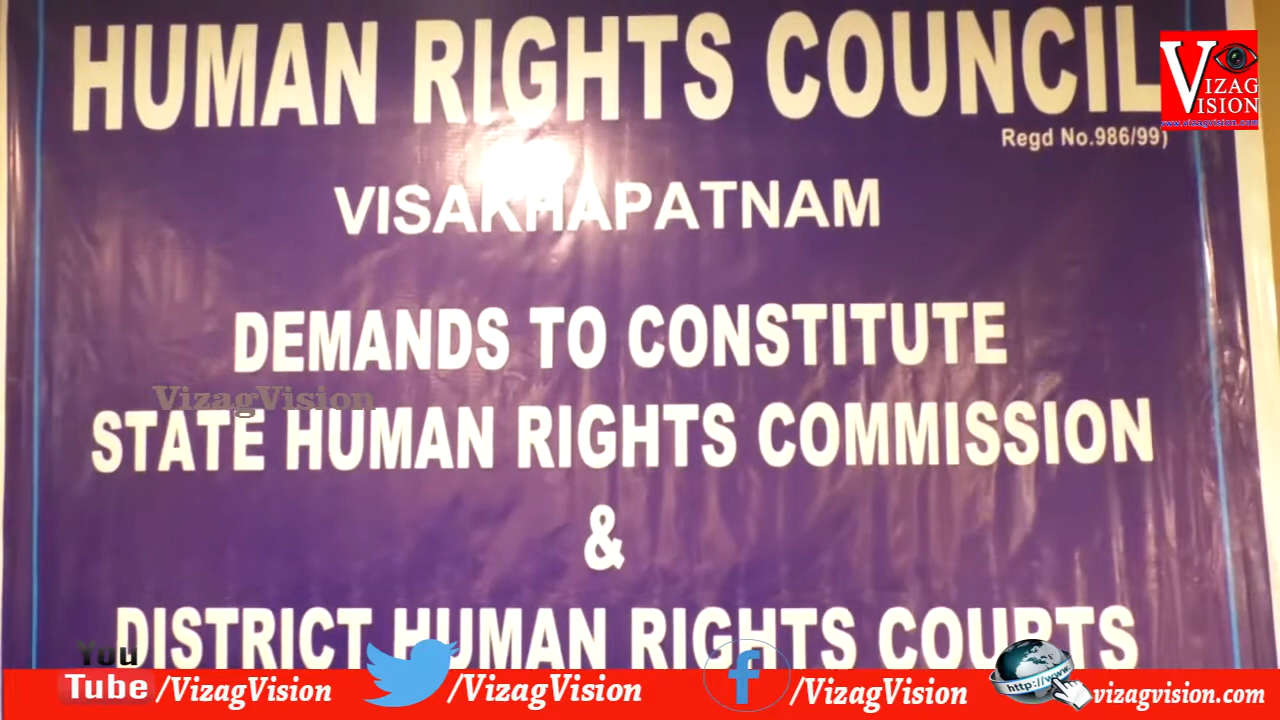 HUMAN RIGHTS COUNCIL
Regd No.986/99)
VISAKHAPATNAM
DEMANDS TO CONSTITUTE
STATE HUMAN RIGHTS COMMISSION
&
DISTRICT HUMAN RIGHTS COURTS
VIZAG
VISION
www.vizagvision.com
VizagVision
You
Tube /VizagVision
/VizagVision
f /VizagVision
http://www.
vizagvision.com